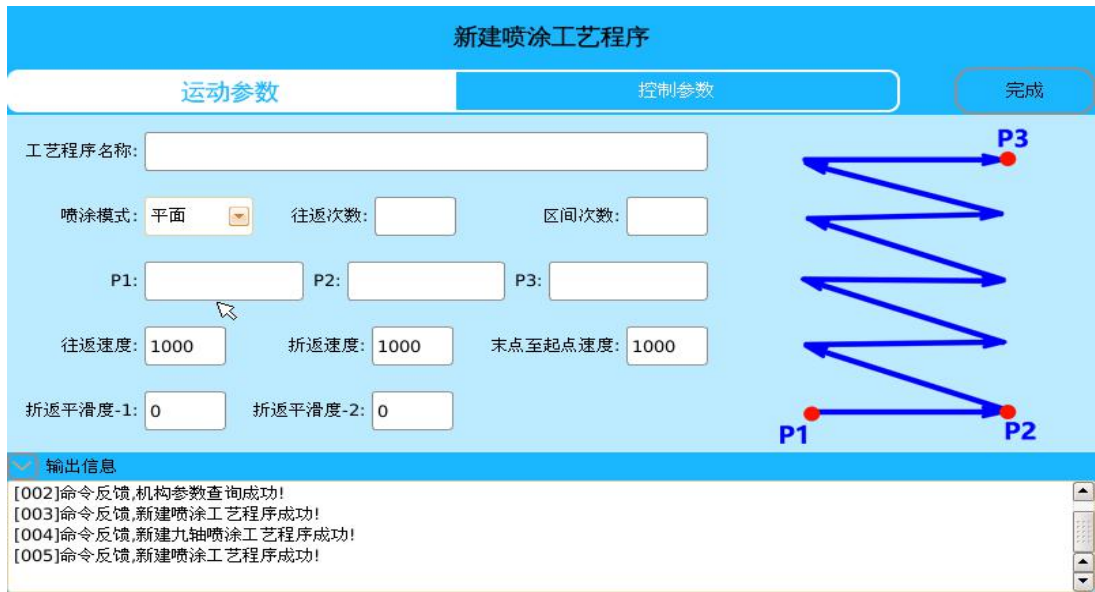 新建喷涂工艺程序
运动参数 控制参数 完成
工艺程序名称:
喷涂模式: 平面 往返次数: 区间次数:
P1: P2: P3:
往返速度: 1000 折返速度: 1000 末点至起点速度: 1000
折返平滑度-1: 0 折返平滑度-2: 0
P3
P1 P2
输出信息
[002]命令反馈,机构参数查询成功!
[003]命令反馈,新建喷涂工艺程序成功!
[004]命令反馈,新建九轴喷涂工艺程序成功!
[005]命令反馈,新建喷涂工艺程序成功!